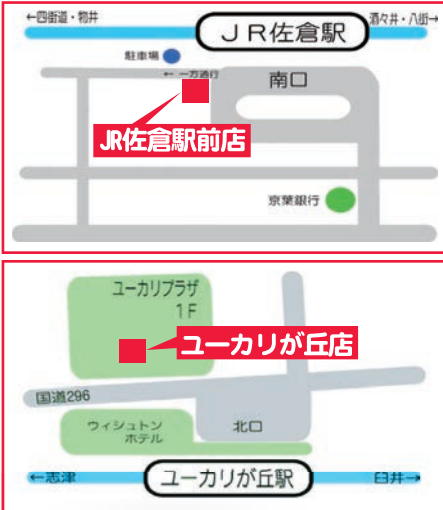 ←四街道・物井
JR佐倉駅
酒々井・八街→
駐車場
← 一方通行
南口
JR佐倉駅前店
京葉銀行
ユーカリプラザ
1F
ユーカリが丘店
国道296
ウィシュトン
ホテル
北口
←志津
ユーカリが丘駅
臼井→